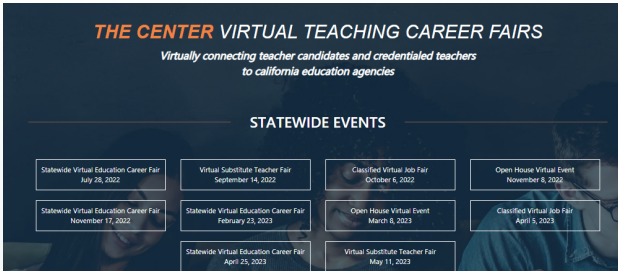 THE CENTER VIRTUAL TEACHING CAREER FAIRS
Virtually connecting teacher candidates and credentialed teachers
to california education agencies
STATEWIDE EVENTS
Statewide Virtual Education Career Fair
July 28, 2022
Virtual Substitute Teacher Fair
September 14, 2022
Classified Virtual Job Fair
October 6, 2022
Open House Virtual Event
November 8, 2022
Statewide Virtual Education Career Fair
November 17, 2022
Statewide Virtual Education Career Fair
February 23, 2023
Open House Virtual Event
March 8, 2023
Classified Virtual Job Fair
April 5, 2023
Statewide Virtual Education Career Fair
April 25, 2023
Virtual Substitute Teacher Fair
May 11, 2023